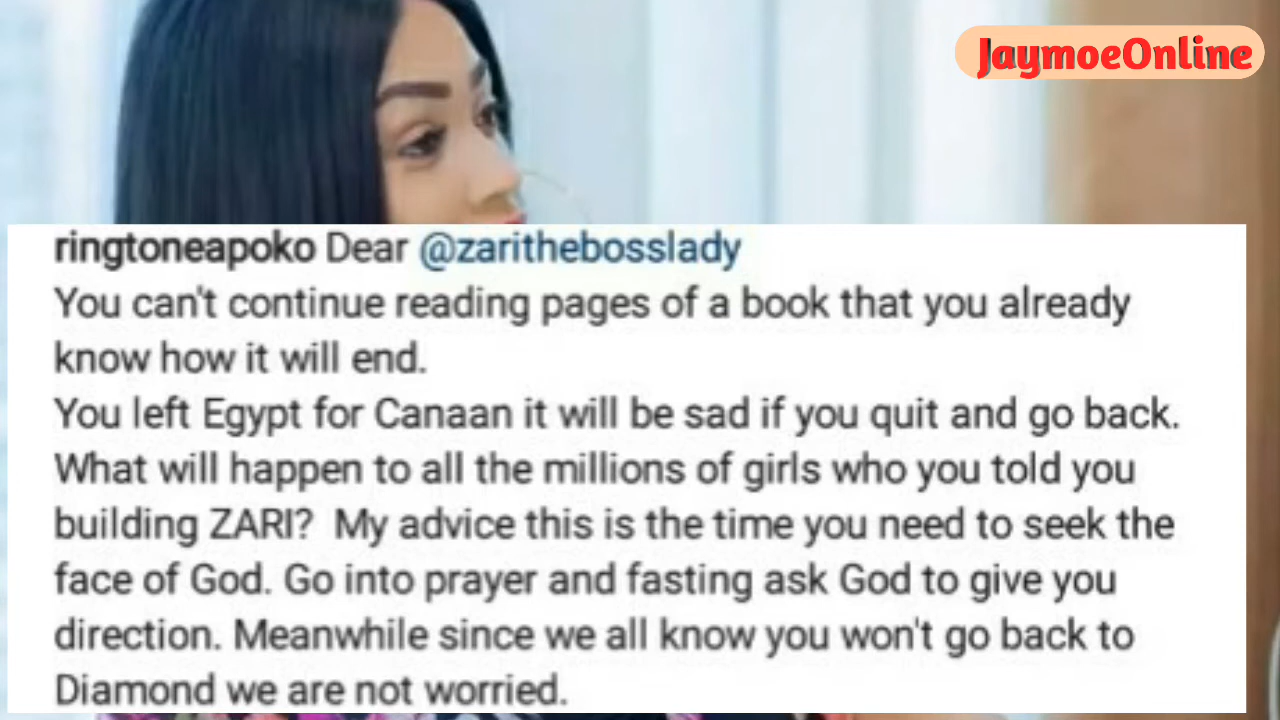 JaymoeOnline
ringtoneapoko Dear @zarithebosslady
You can't continue reading pages of a book that you already
know how it will end.
You left Egypt for Canaan it will be sad if you quit and go back.
What will happen to all the millions of girls who you told you
building ZARI?  My advice this is the time you need to seek the
face of God. Go into prayer and fasting ask God to give you
direction. Meanwhile since we all know you won't go back to
Diamond we are not worried.